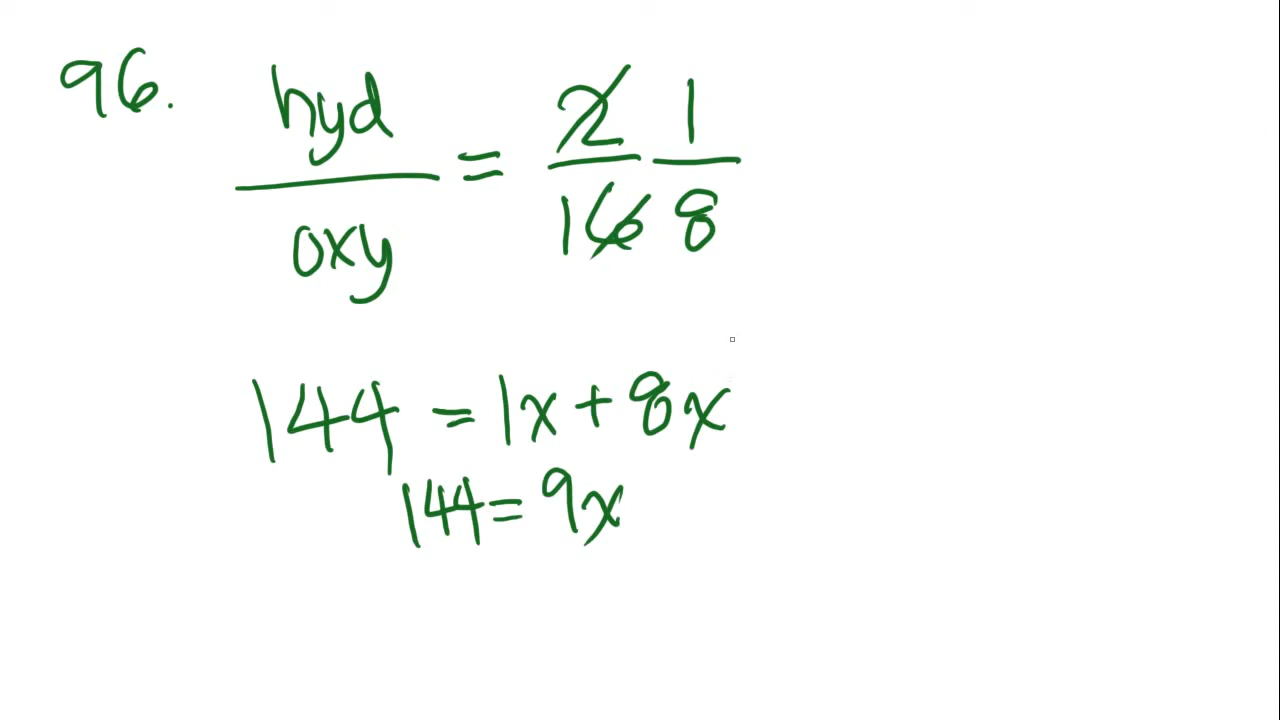 96.
hyd/oxy = 2/16 1/8
144 = 1x + 8x
144 = 9x